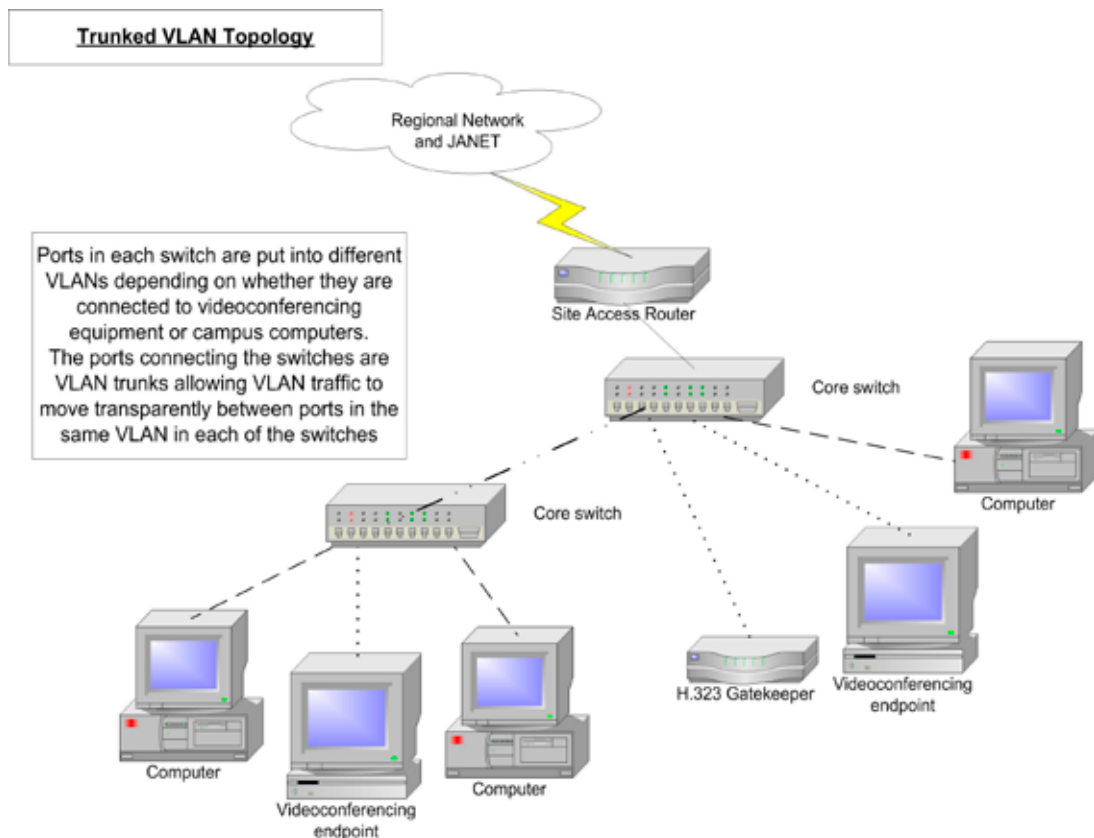 Trunked VLAN Topology
Regional Network
and JANET
Ports in each switch are put into different
VLANs depending on whether they are
connected to videoconferencing
equipment or campus computers.
The ports connecting the switches are
VLAN trunks allowing VLAN traffic to
move transparently between ports in the
same VLAN in each of the switches
Site Access Router
Core switch
Computer
Core switch
H.323 Gatekeeper
Videoconferencing
endpoint
Computer
Videoconferencing
endpoint
Computer